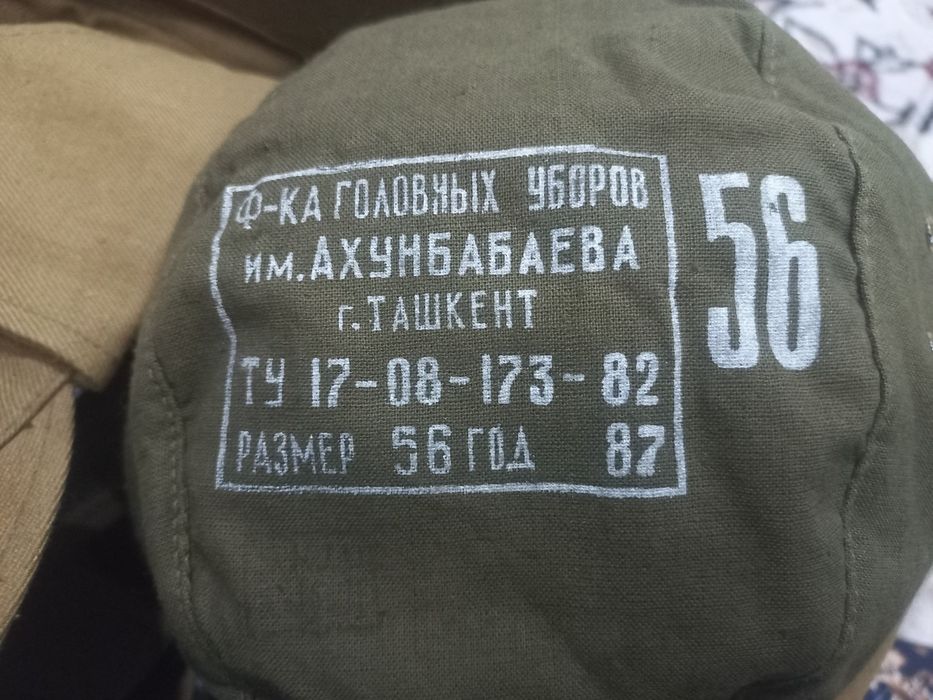 Ф-КА ГОЛОВНЫХ УБОРОВ
им. АХУНБАБАЕВА
г. ТАШКЕНТ
ТУ 17-08-173-82
РАЗМЕР 56 ГОД 87
56